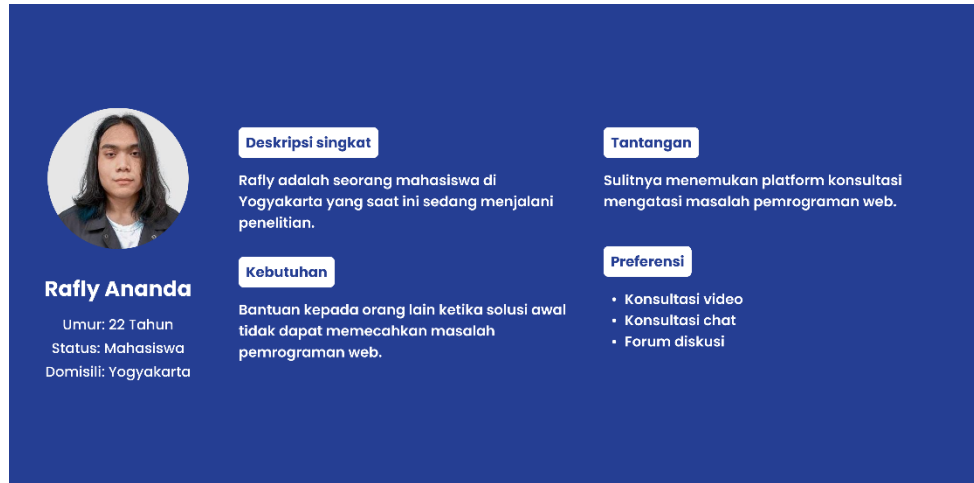 Rafly Ananda
Umur: 22 Tahun
Status: Mahasiswa
Domisili: Yogyakarta
Deskripsi singkat
Rafly adalah seorang mahasiswa di
Yogyakarta yang saat ini sedang menjalani
penelitian.
Kebutuhan
Bantuan kepada orang lain ketika solusi awal
tidak dapat memecahkan masalah
pemrograman web.
Tantangan
Sulitnya menemukan platform konsultasi
mengatasi masalah pemrograman web.
Preferensi
• Konsultasi video
• Konsultasi chat
• Forum diskusi